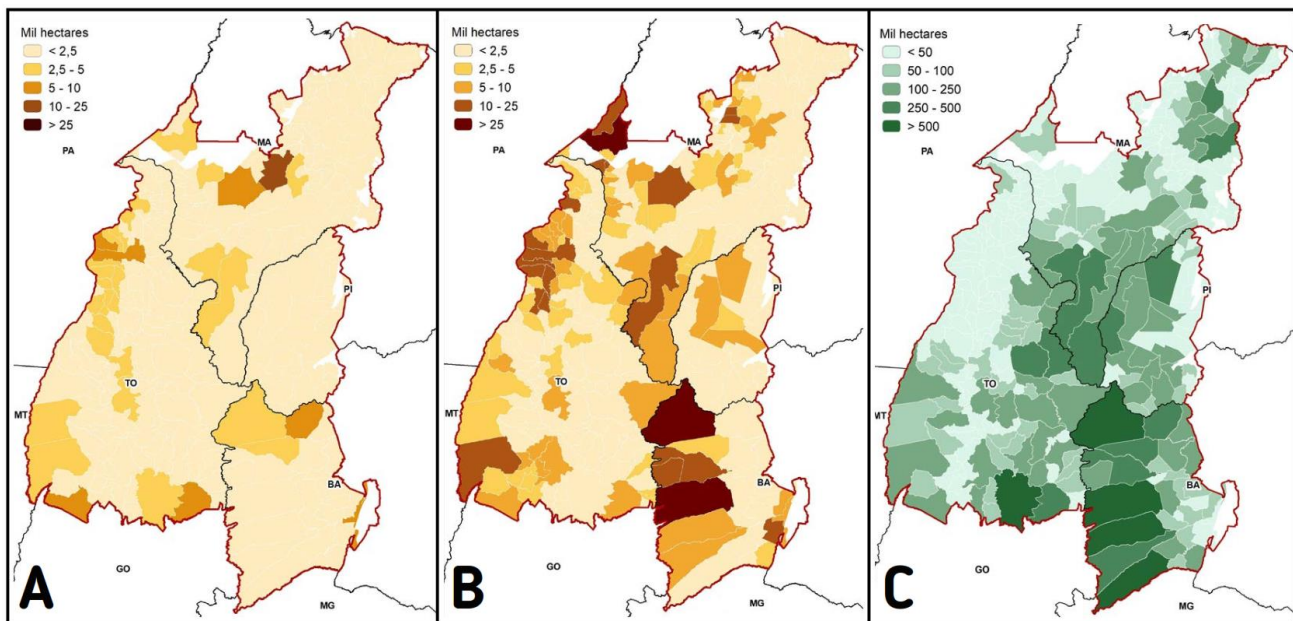 Mil hectares
< 2,5
2,5 - 5
5 - 10
10 - 25
> 25
PA
MA
PI
TO
MT
BA
GO
MG
A
Mil hectares
< 2,5
2,5 - 5
5 - 10
10 - 25
> 25
PA
MA
PI
TO
MT
BA
GO
MG
B
Mil hectares
< 50
50 - 100
100 - 250
250 - 500
> 500
PA
MA
PI
TO
MT
BA
GO
MG
C